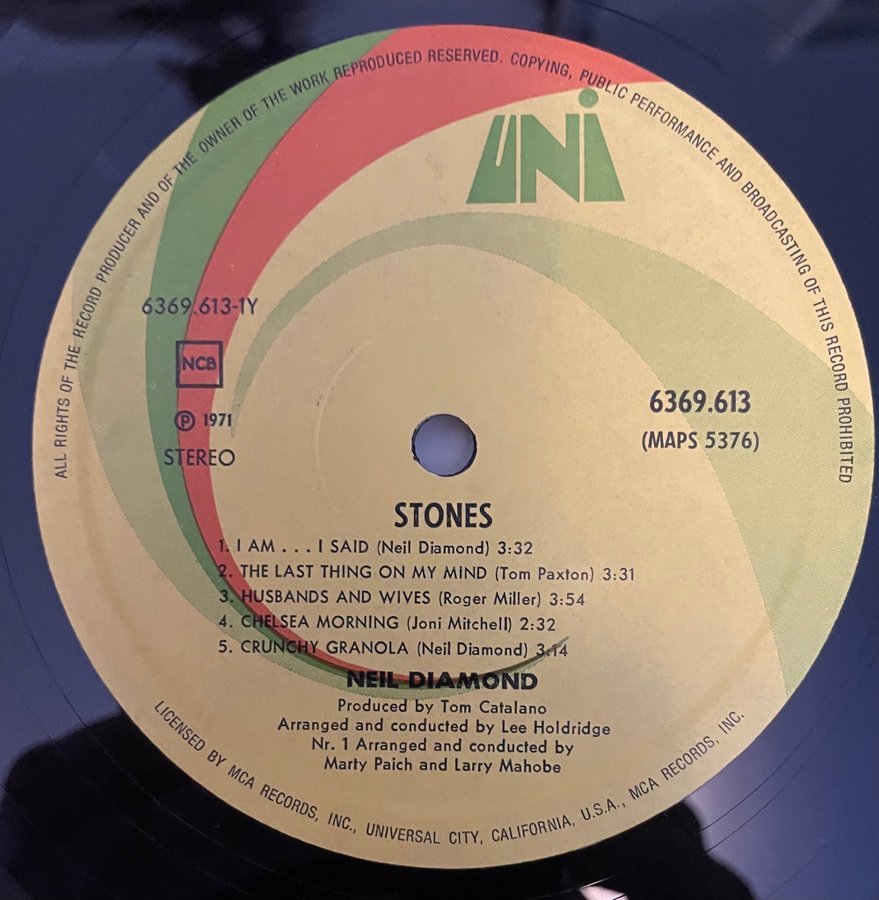 ALL RIGHTS OF THE RECORD PRODUCER AND OF THE OWNER OF THE WORK REPRODUCED RESERVED. COPYING, PUBLIC PERFORMANCE AND BROADCASTING OF THIS RECORD PROHIBITED
UNi
6369.613-1Y
NCB
Ⓟ 1971
STEREO
6369.613
(MAPS 5376)
STONES
1. I AM . . . I SAID (Neil Diamond) 3:32
2. THE LAST THING ON MY MIND (Tom Paxton) 3:31
3. HUSBANDS AND WIVES (Roger Miller) 3:54
4. CHELSEA MORNING (Joni Mitchell) 2:32
5. CRUNCHY GRANOLA (Neil Diamond) 3:14
NEIL DIAMOND
Produced by Tom Catalano
Arranged and conducted by Lee Holdridge
Nr. 1 Arranged and conducted by
Marty Paich and Larry Mahobe
LICENSED BY MCA RECORDS, INC., UNIVERSAL CITY, CALIFORNIA, U.S.A., MCA RECORDS, INC.